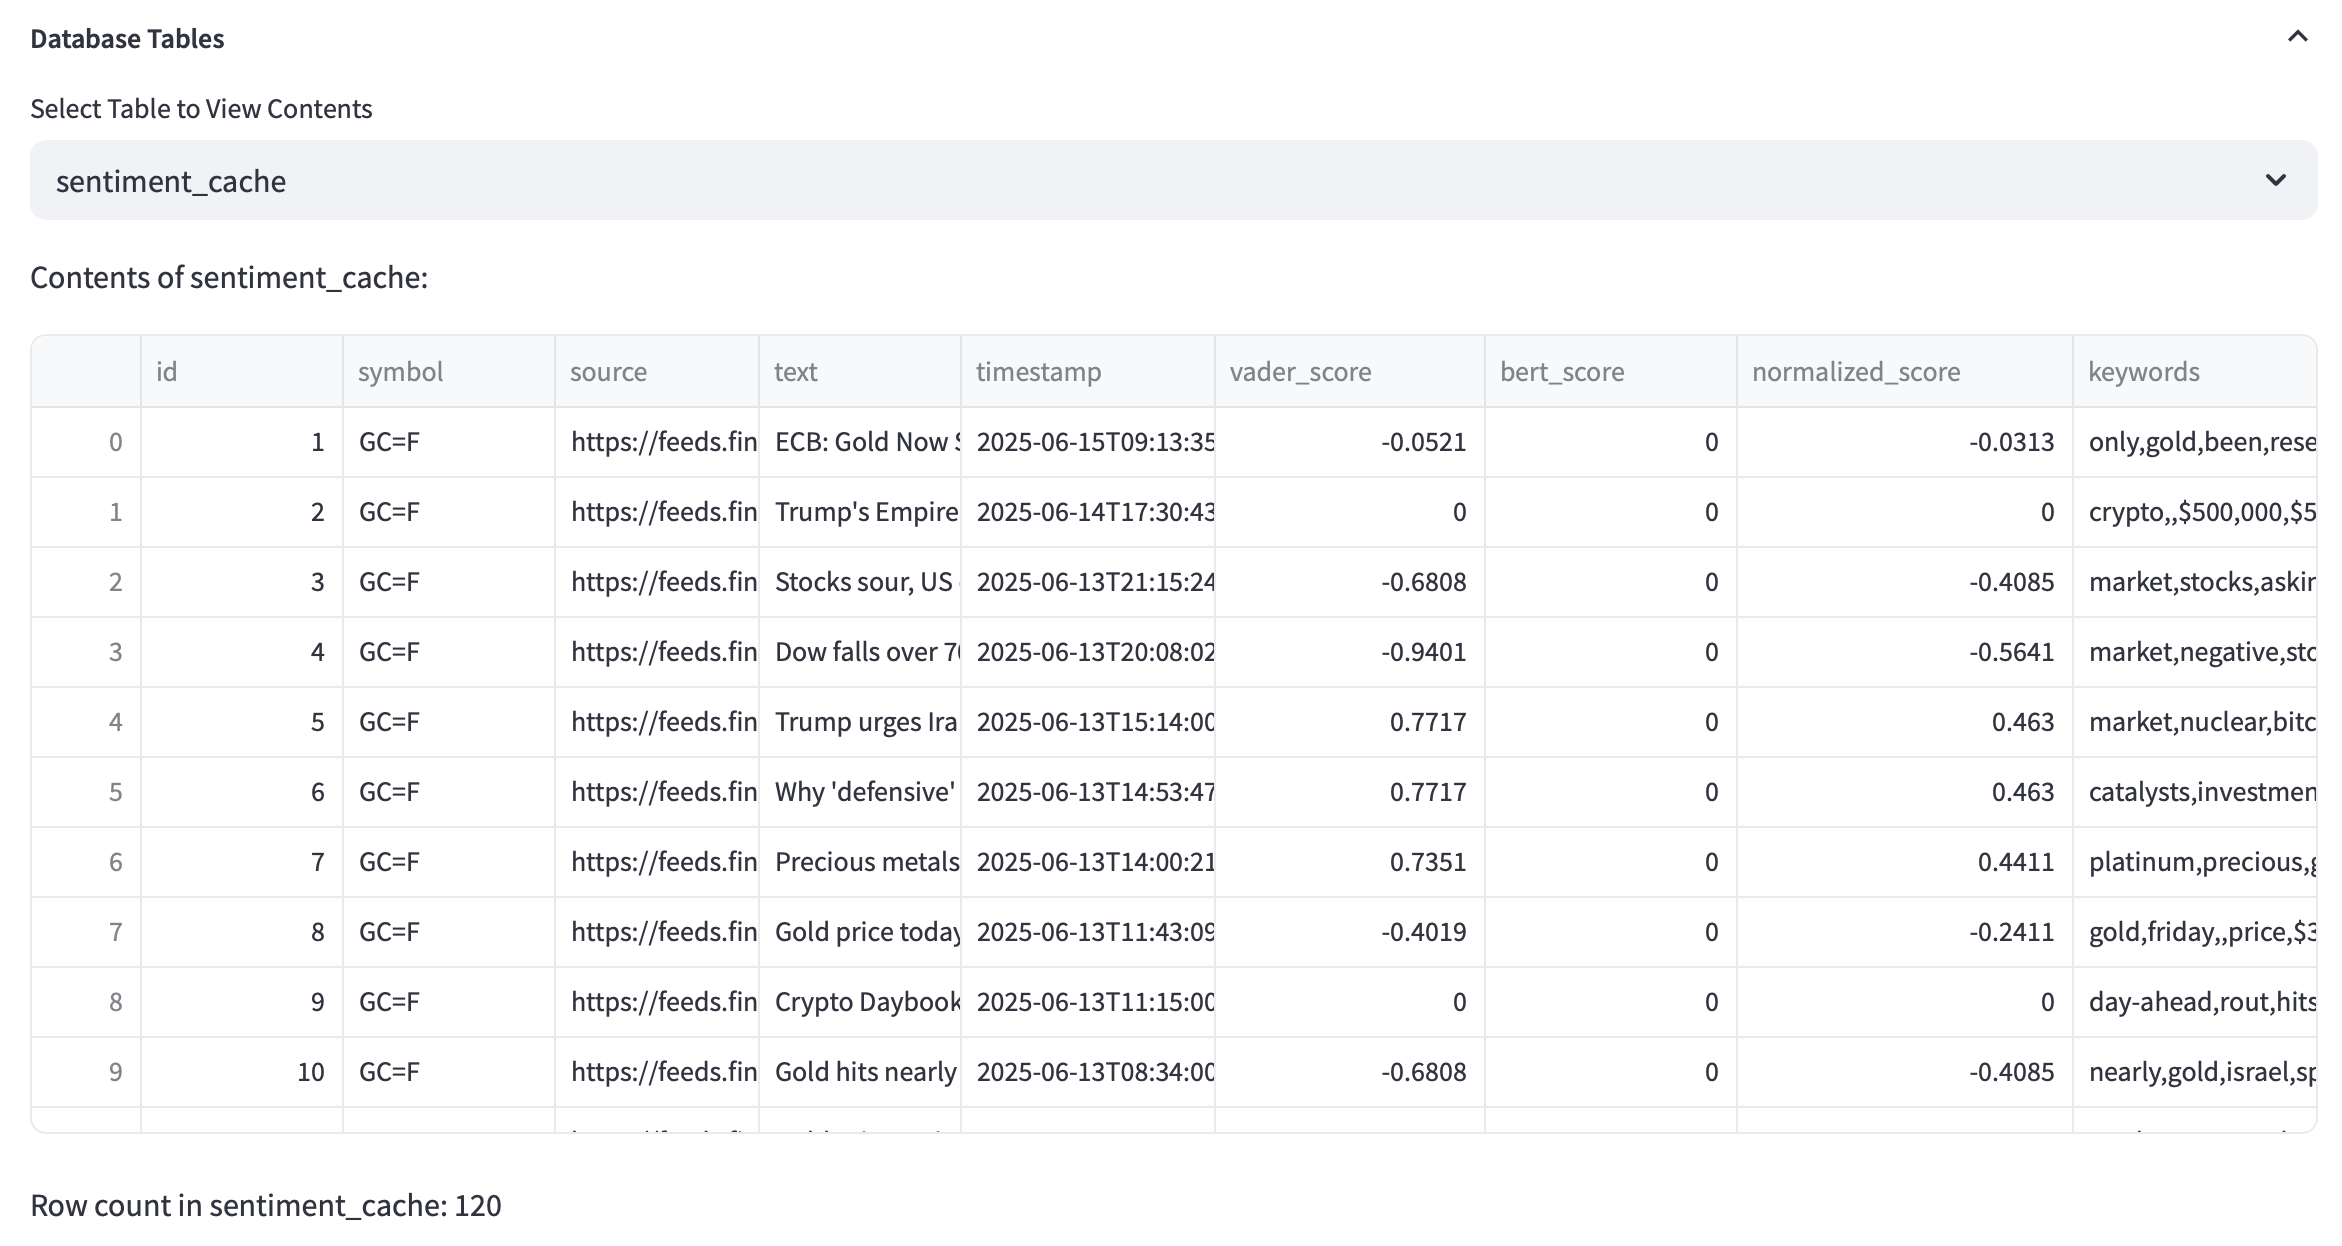 Database Tables
Select Table to View Contents
sentiment_cache
Contents of sentiment_cache:
id symbol source text timestamp vader_score bert_score normalized_score keywords
0 1 GC=F https://feeds.fin ECB: Gold Now 2025-06-15T09:13:35 -0.0521 0 -0.0313 only,gold,been,rese
1 2 GC=F https://feeds.fin Trump's Empire 2025-06-14T17:30:43 0 0 0 crypto,,$500,000,$5
2 3 GC=F https://feeds.fin Stocks sour, US 2025-06-13T21:15:24 -0.6808 0 -0.4085 market,stocks,askin
3 4 GC=F https://feeds.fin Dow falls over 70 2025-06-13T20:08:02 -0.9401 0 -0.5641 market,negative,sto
4 5 GC=F https://feeds.fin Trump urges Ira 2025-06-13T15:14:00 0.7717 0 0.463 market,nuclear,bitc
5 6 GC=F https://feeds.fin Why 'defensive' 2025-06-13T14:53:47 0.7717 0 0.463 catalysts,investmen
6 7 GC=F https://feeds.fin Precious metals 2025-06-13T14:00:21 0.7351 0 0.4411 platinum,precious,g
7 8 GC=F https://feeds.fin Gold price today 2025-06-13T11:43:09 -0.4019 0 -0.2411 gold,friday,,price,$3
8 9 GC=F https://feeds.fin Crypto Daybook 2025-06-13T11:15:00 0 0 0 day-ahead,rout,hits
9 10 GC=F https://feeds.fin Gold hits nearly 2025-06-13T08:34:00 -0.6808 0 -0.4085 nearly,gold,israel,sp
Row count in sentiment_cache: 120